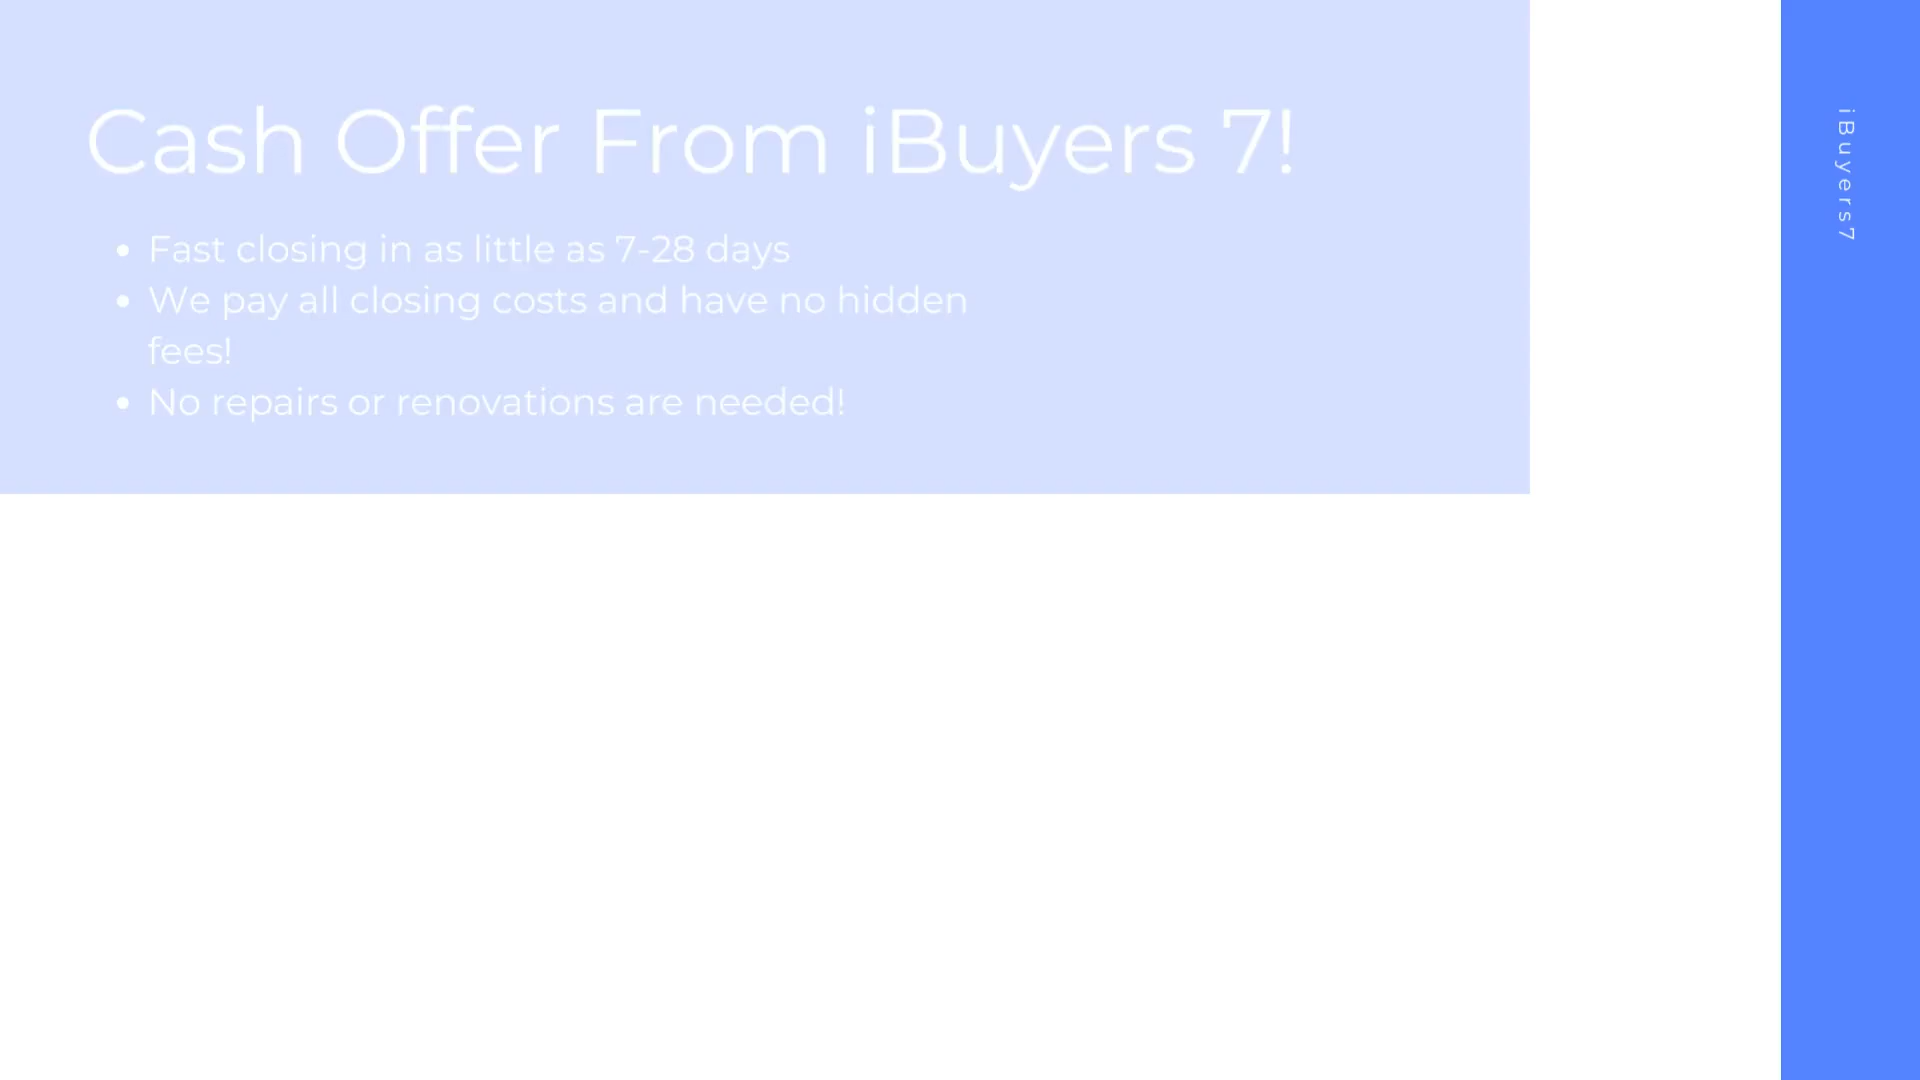 Cash Offer From iBuyers 7!
• Fast closing in as little as 7-28 days
• We pay all closing costs and have no hidden
fees!
• No repairs or renovations are needed!
iBuyers7